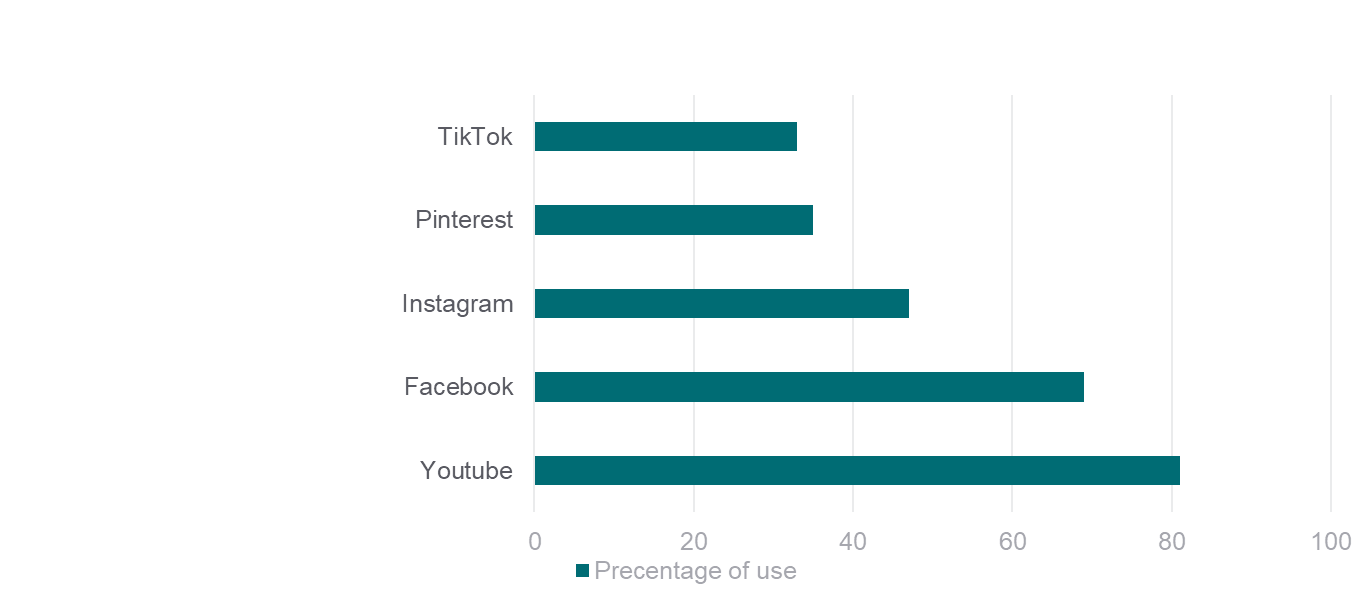 TikTok
Pinterest
Instagram
Facebook
Youtube
0 20 40 60 80 100
Precentage of use